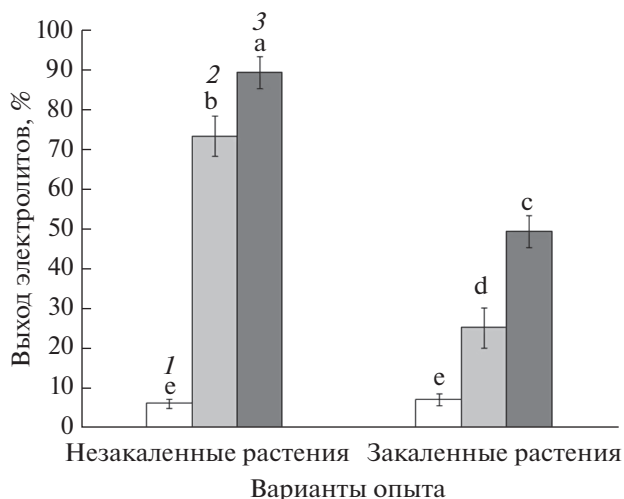 Выход электролитов, %
100
90
80
70
60
50
40
30
20
10
0
1
e
2
b
3
a
e
d
c
Незакаленные растения Закаленные растения
Варианты опыта